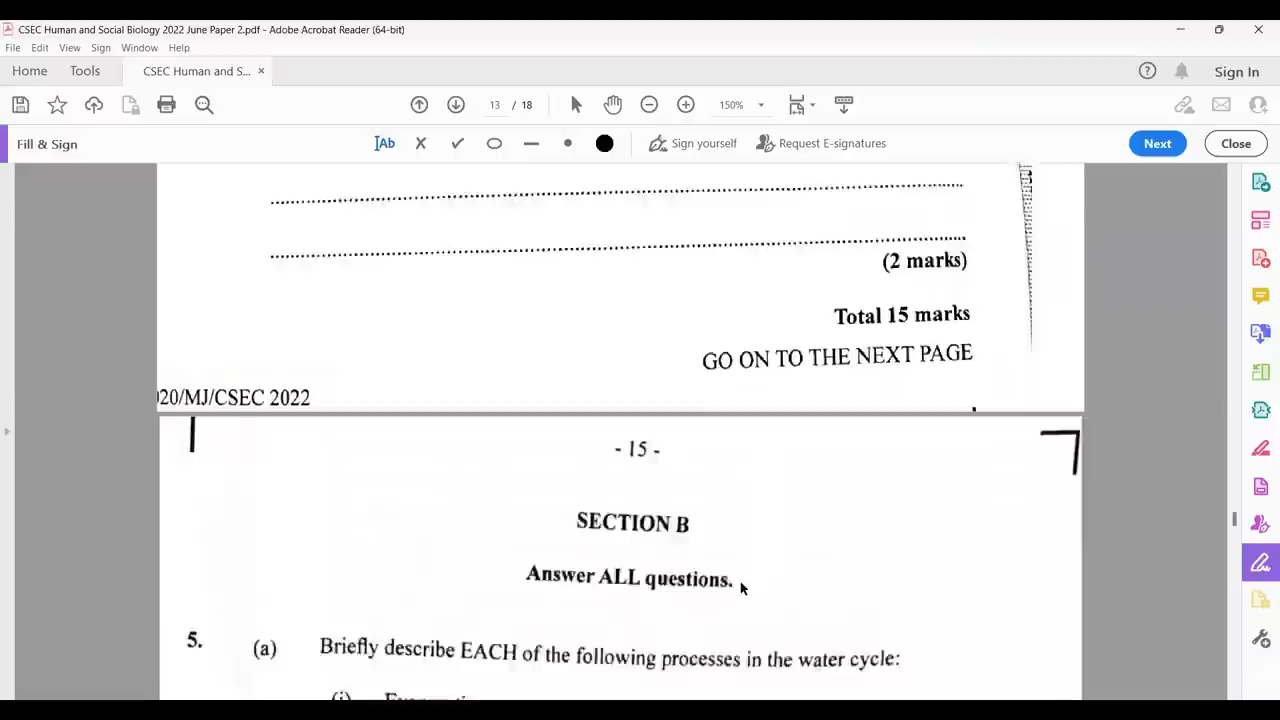 CSEC Human and Social Biology 2022 June Paper 2.pdf - Adobe Acrobat Reader (64-bit)
File Edit View Sign Window Help
Home Tools CSEC Human and S... ×
Sign In
13 / 18 150%
Fill & Sign
Ab Sign yourself Request E-signatures Next Close
(2 marks)
Total 15 marks
GO ON TO THE NEXT PAGE
020/MJ/CSEC 2022
- 15 -
SECTION B
Answer ALL questions.
5. (a) Briefly describe EACH of the following processes in the water cycle:
(i)